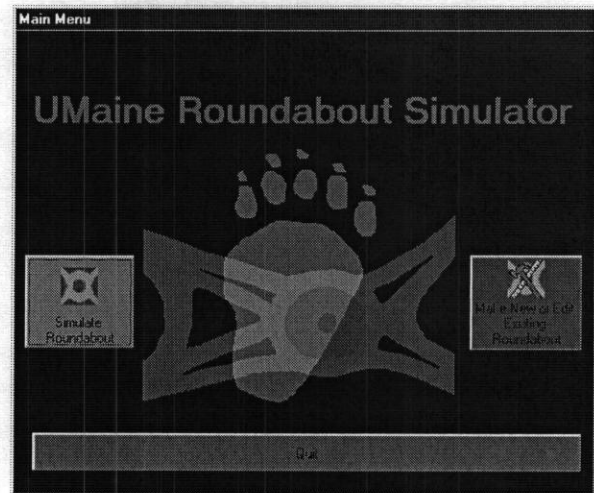 Main Menu
UMaine Roundabout Simulator
Simulate
Roundabout
Make New or Edit
Existing
Roundabout
Quit